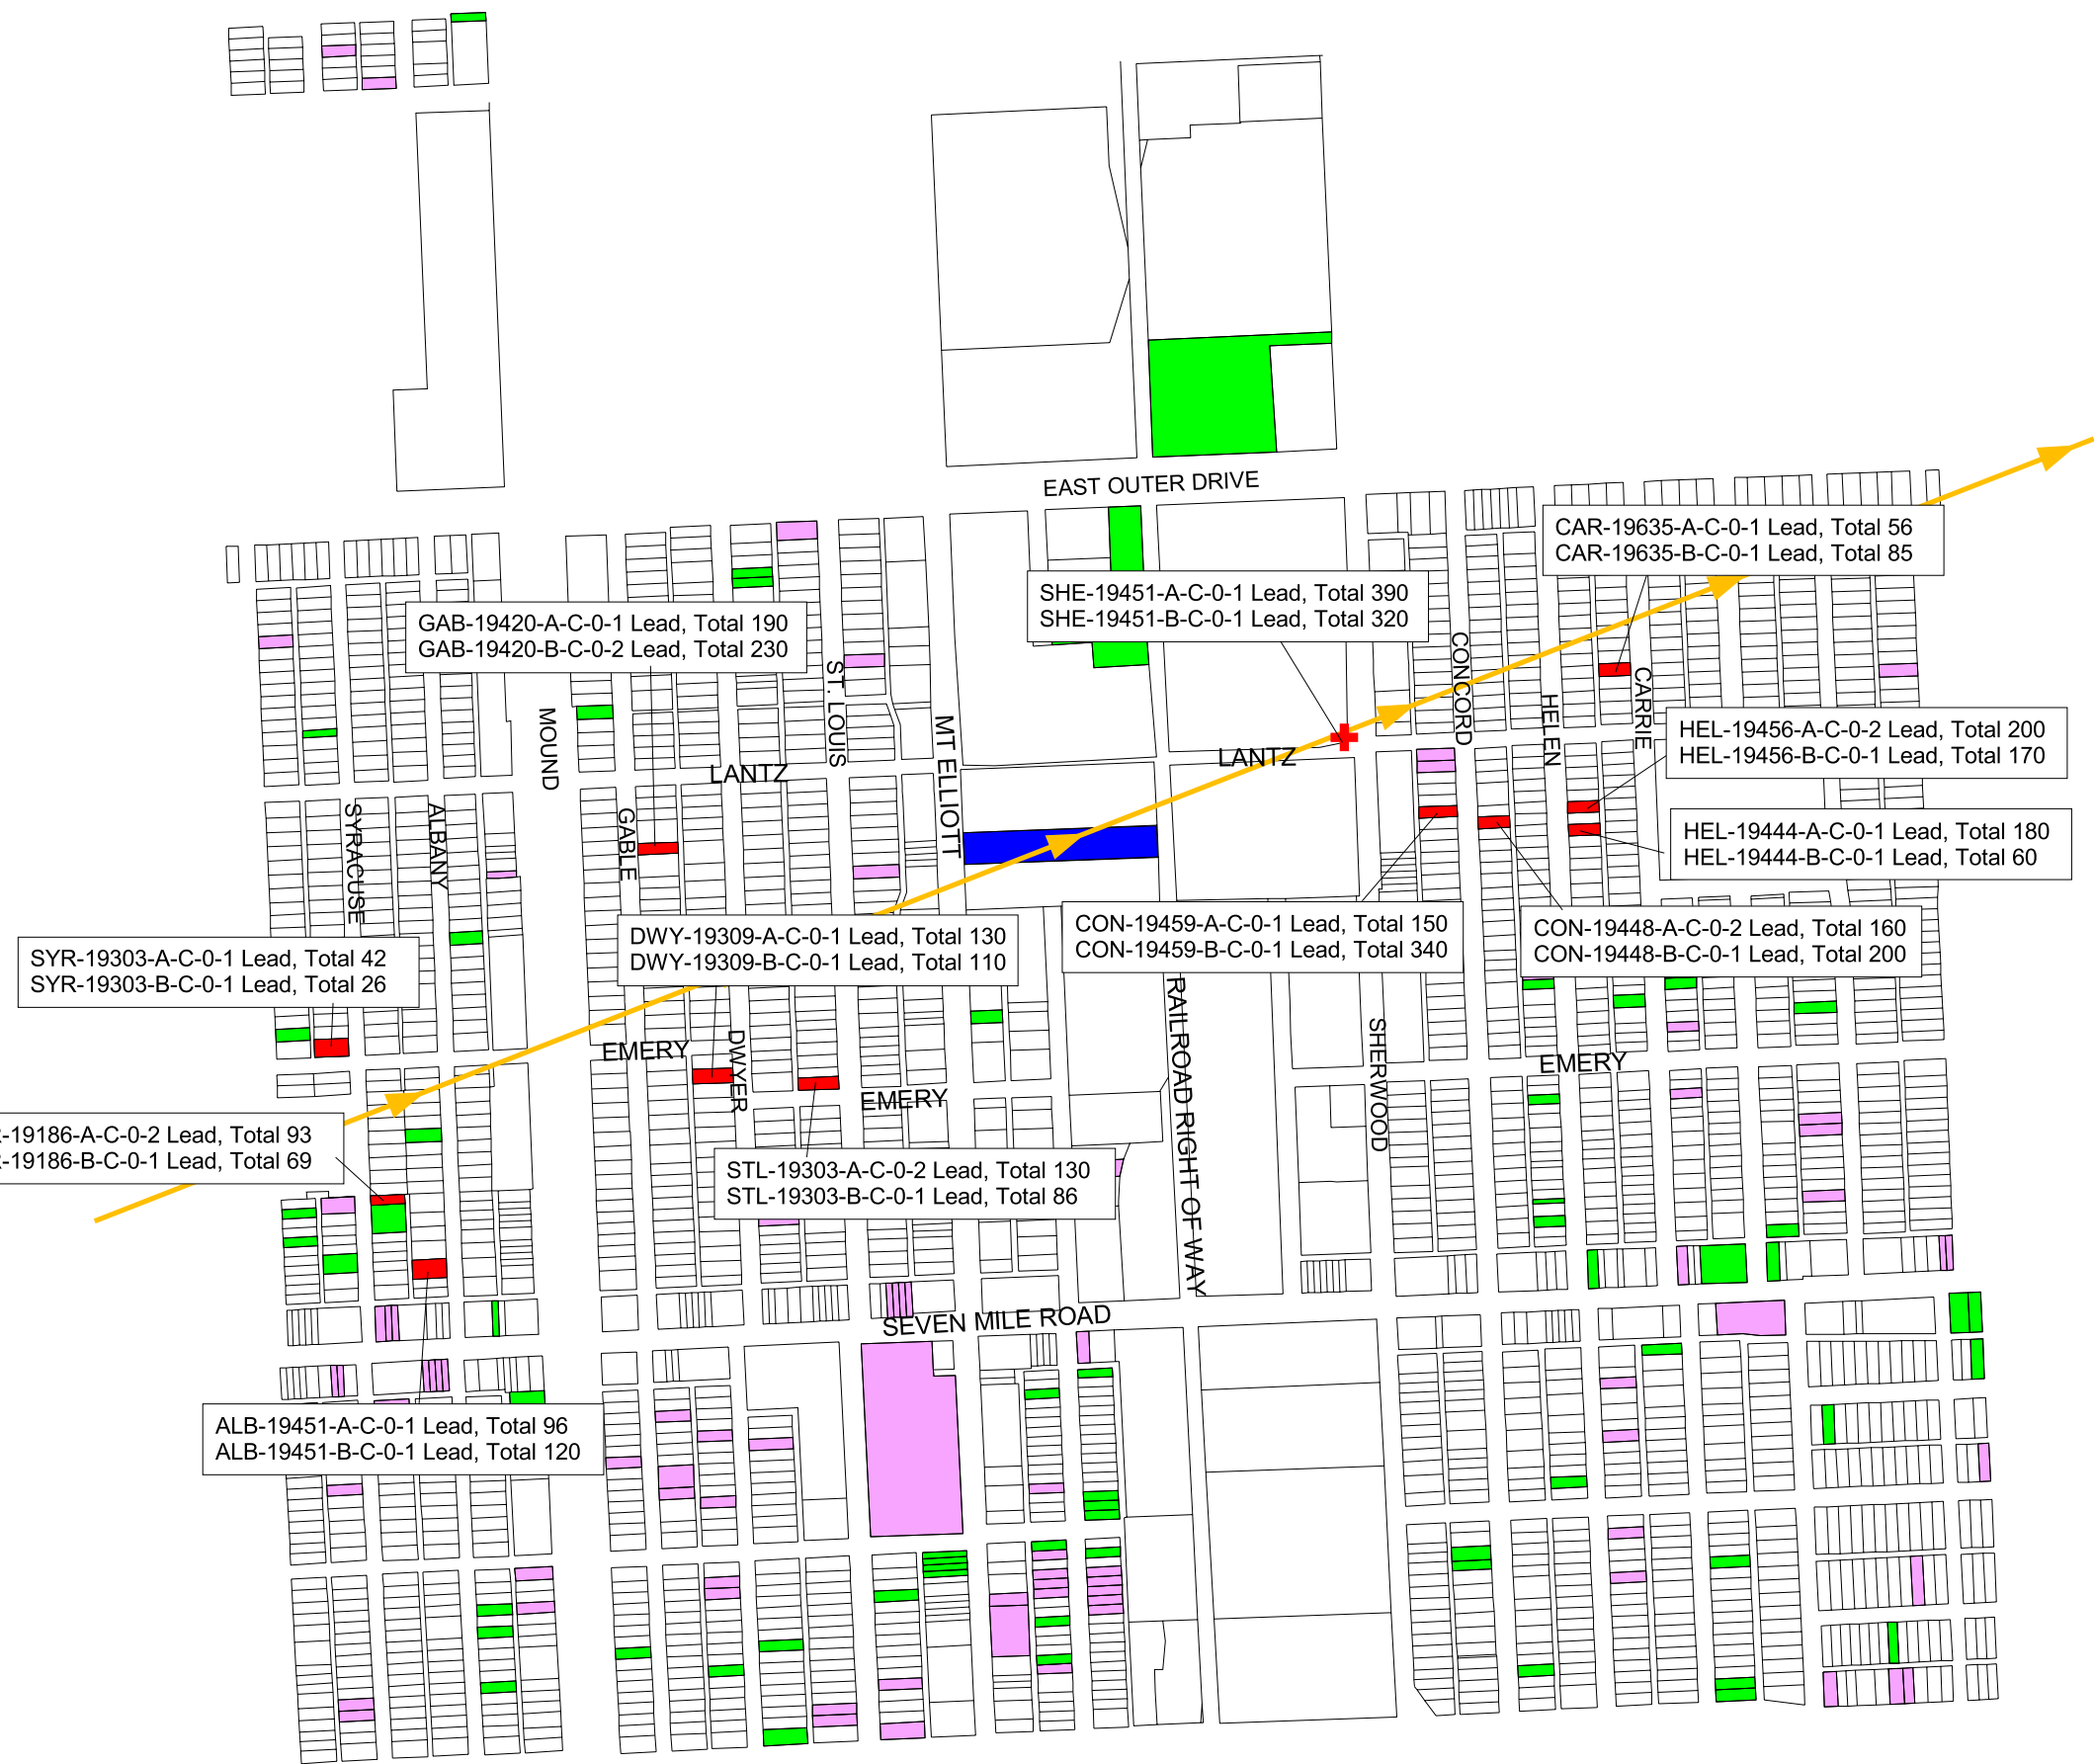 EAST OUTER DRIVE
CAR-19635-A-C-0-1 Lead, Total 56
CAR-19635-B-C-0-1 Lead, Total 85
SHE-19451-A-C-0-1 Lead, Total 390
SHE-19451-B-C-0-1 Lead, Total 320
GAB-19420-A-C-0-1 Lead, Total 190
GAB-19420-B-C-0-2 Lead, Total 230
CONCORD
ST. LOUIS
HELEN
CARRIE
MOUND
MT ELLIOTT
HEL-19456-A-C-0-2 Lead, Total 200
HEL-19456-B-C-0-1 Lead, Total 170
LANTZ
LANTZ
SYRACUSE
ALBANY
GABLE
HEL-19444-A-C-0-1 Lead, Total 180
HEL-19444-B-C-0-1 Lead, Total 60
DWY-19309-A-C-0-1 Lead, Total 130
DWY-19309-B-C-0-1 Lead, Total 110
CON-19459-A-C-0-1 Lead, Total 150
CON-19459-B-C-0-1 Lead, Total 340
CON-19448-A-C-0-2 Lead, Total 160
CON-19448-B-C-0-1 Lead, Total 200
SYR-19303-A-C-0-1 Lead, Total 42
SYR-19303-B-C-0-1 Lead, Total 26
RAILROAD RIGHT OF WAY
SHERWOOD
EMERY
DWYER
EMERY
EMERY
-19186-A-C-0-2 Lead, Total 93
-19186-B-C-0-1 Lead, Total 69
STL-19303-A-C-0-2 Lead, Total 130
STL-19303-B-C-0-1 Lead, Total 86
SEVEN MILE ROAD
ALB-19451-A-C-0-1 Lead, Total 96
ALB-19451-B-C-0-1 Lead, Total 120